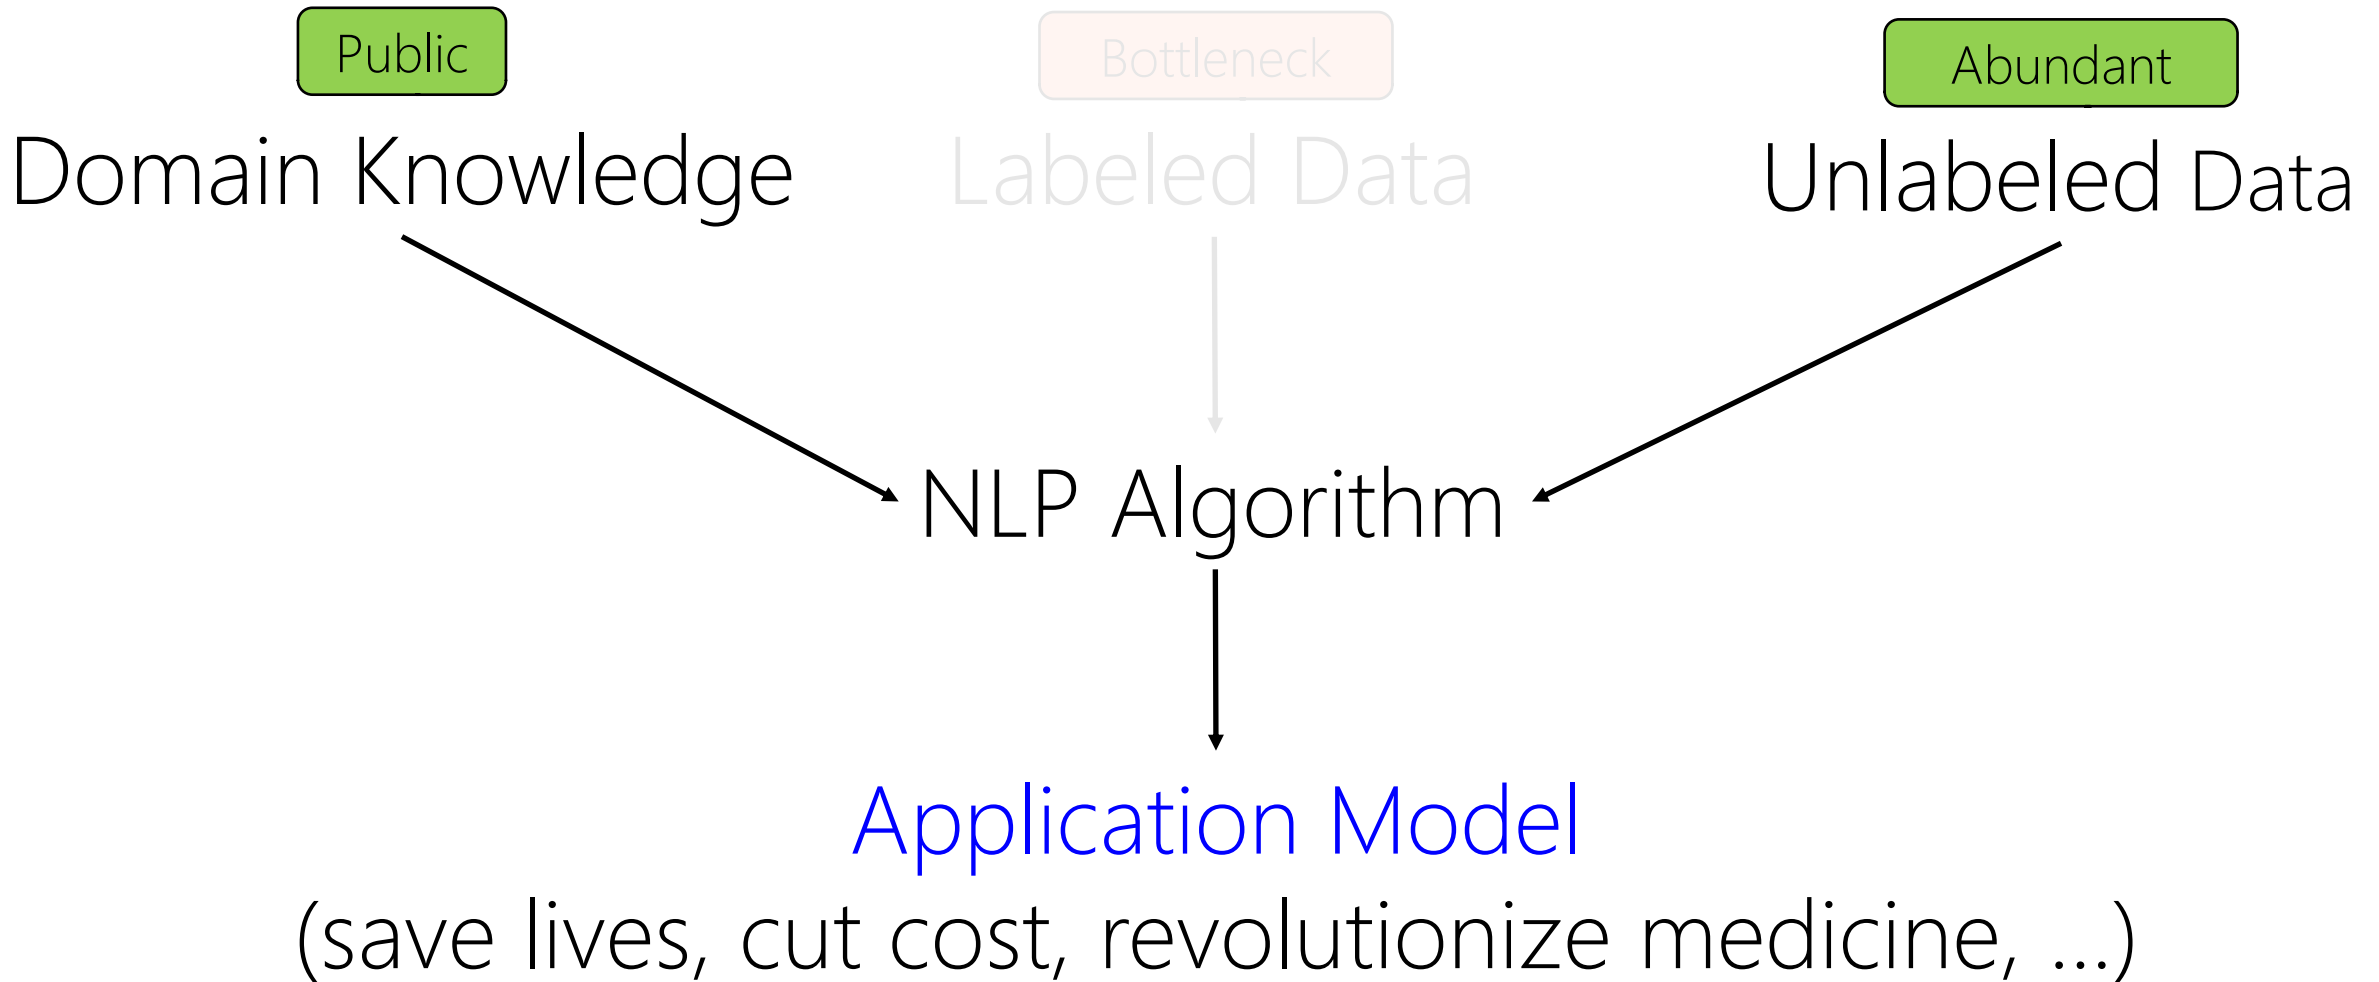 Public
Bottleneck
Abundant
Domain Knowledge
Labeled Data
Unlabeled Data
NLP Algorithm
Application Model
(save lives, cut cost, revolutionize medicine, ...)